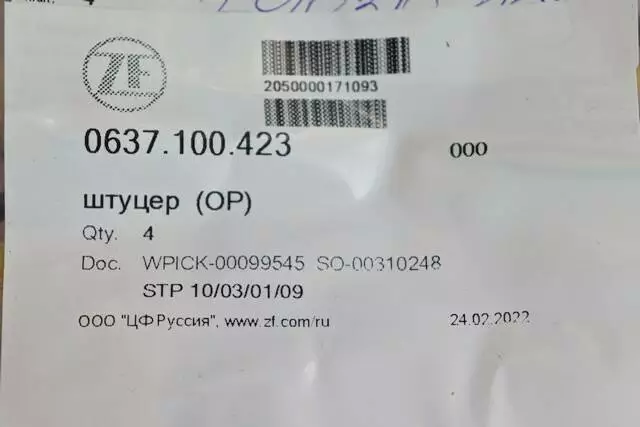 4
ZF
2050000171093
0637.100.423 000
штуцер (OP)
Qty. 4
Doc. WPICK-00099545 SO-00310248
STP 10/03/01/09
ООО "ЦФ Руссия", www.zf.com/ru 24.02.2022